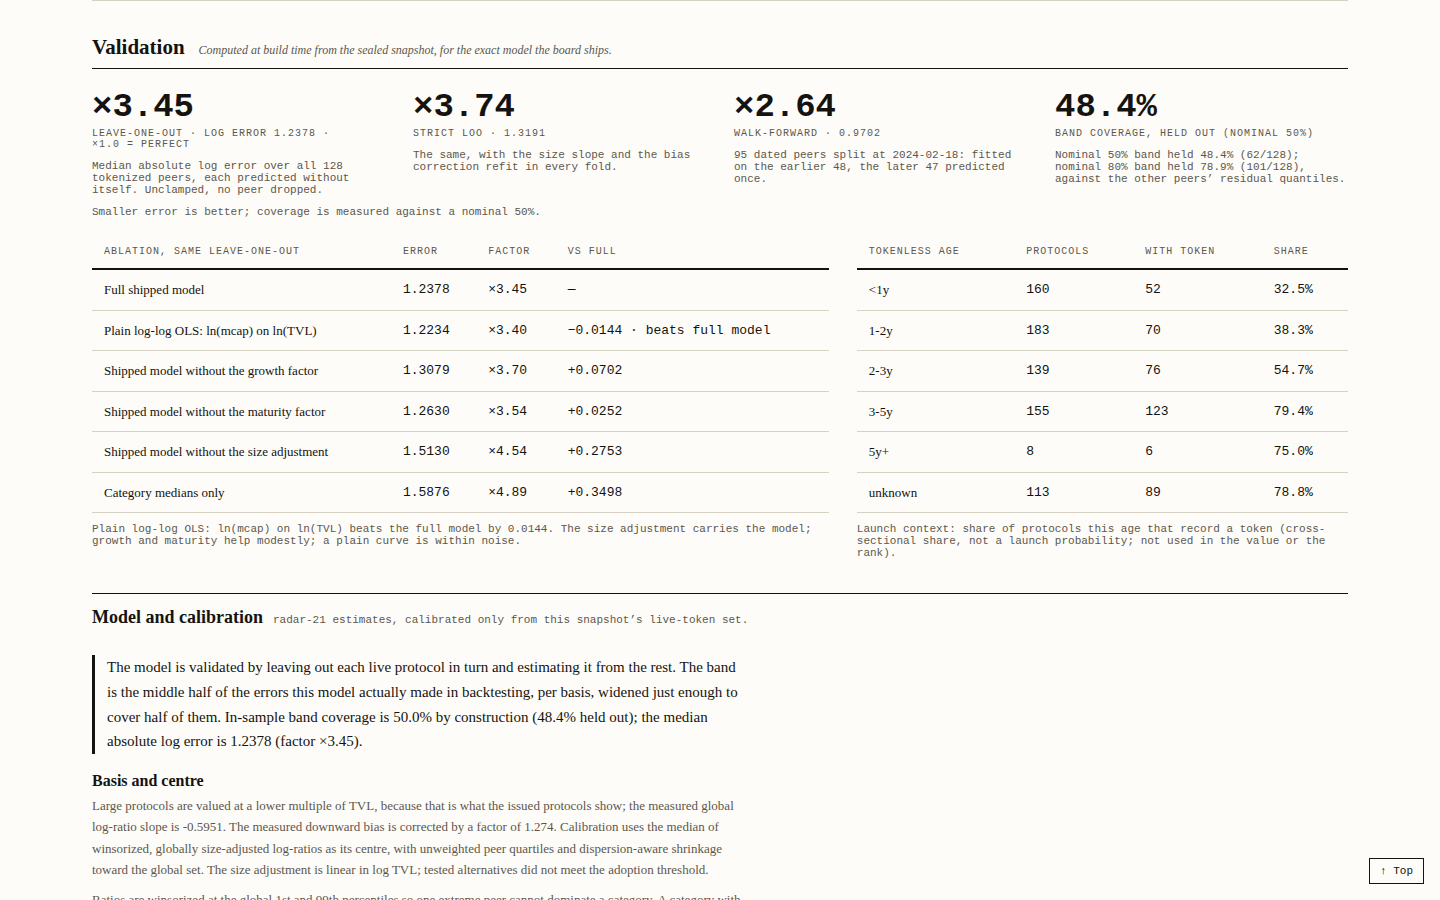 Validation Computed at build time from the sealed snapshot, for the exact model the board ships.
×3.45
LEAVE-ONE-OUT · LOG ERROR 1.2378 ·
×1.0 = PERFECT
Median absolute log error over all 128
tokenized peers, each predicted without
itself. Unclamped, no peer dropped.
×3.74
STRICT LOO · 1.3191
The same, with the size slope and the bias
correction refit in every fold.
×2.64
WALK-FORWARD · 0.9702
95 dated peers split at 2024-02-18: fitted
on the earlier 48, the later 47 predicted
once.
48.4%
BAND COVERAGE, HELD OUT (NOMINAL 50%)
Nominal 50% band held 48.4% (62/128);
nominal 80% band held 78.9% (101/128),
against the other peers’ residual quantiles.
Smaller error is better; coverage is measured against a nominal 50%.
ABLATION, SAME LEAVE-ONE-OUT ERROR FACTOR VS FULL
Full shipped model 1.2378 ×3.45 —
Plain log-log OLS: ln(mcap) on ln(TVL) 1.2234 ×3.40 −0.0144 · beats full model
Shipped model without the growth factor 1.3079 ×3.70 +0.0702
Shipped model without the maturity factor 1.2630 ×3.54 +0.0252
Shipped model without the size adjustment 1.5130 ×4.54 +0.2753
Category medians only 1.5876 ×4.89 +0.3498
Plain log-log OLS: ln(mcap) on ln(TVL) beats the full model by 0.0144. The size adjustment carries the model;
growth and maturity help modestly; a plain curve is within noise.
TOKENLESS AGE PROTOCOLS WITH TOKEN SHARE
<1y 160 52 32.5%
1-2y 183 70 38.3%
2-3y 139 76 54.7%
3-5y 155 123 79.4%
5y+ 8 6 75.0%
unknown 113 89 78.8%
Launch context: share of protocols this age that record a token (cross-
sectional share, not a launch probability; not used in the value or the
rank).
Model and calibration radar-21 estimates, calibrated only from this snapshot’s live-token set.
The model is validated by leaving out each live protocol in turn and estimating it from the rest. The band
is the middle half of the errors this model actually made in backtesting, per basis, widened just enough to
cover half of them. In-sample band coverage is 50.0% by construction (48.4% held out); the median
absolute log error is 1.2378 (factor ×3.45).
Basis and centre
Large protocols are valued at a lower multiple of TVL, because that is what the issued protocols show; the measured global
log-ratio slope is -0.5951. The measured downward bias is corrected by a factor of 1.274. Calibration uses the median of
winsorized, globally size-adjusted log-ratios as its centre, with unweighted peer quartiles and dispersion-aware shrinkage
toward the global set. The size adjustment is linear in log TVL; tested alternatives did not meet the adoption threshold.
Ratios are winsorized at the global 1st and 99th percentiles so one extreme peer cannot dominate a category. A category with
↑ Top